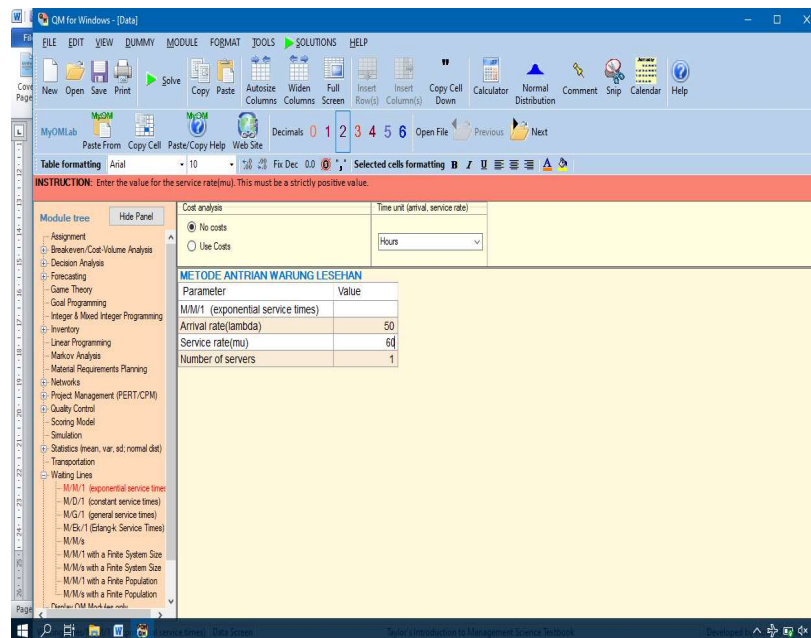 QM for Windows - [Data]
FILE EDIT VIEW DUMMY MODULE FORMAT TOOLS SOLUTIONS HELP
New Open Save Print Solve Copy Paste Autosize Columns Widen Columns Full Screen Insert Row(s) Insert Column(s) Copy Cell Down Calculator Normal Distribution Comment Snip Calendar Help
MyOMLab Paste From Copy Cell Paste/Copy Help Web Site Decimals 0 1 2 3 4 5 6 Open File Previous Next
Table formatting Arial 10 Fix Dec 0.0 0 "," Selected cells formatting B I U
INSTRUCTION: Enter the value for the service rate(mu). This must be a strictly positive value.
Module tree Hide Panel
Assignment
Breakeven/Cost-Volume Analysis
Decision Analysis
Forecasting
Game Theory
Goal Programming
Integer & Mixed Integer Programming
Inventory
Linear Programming
Markov Analysis
Material Requirements Planning
Networks
Project Management (PERT/CPM)
Quality Control
Scoring Model
Simulation
Statistics (mean, var, sd; normal dist)
Transportation
Waiting Lines
M/M/1 (exponential service times
M/D/1 (constant service times)
M/G/1 (general service times)
M/Ek/1 (Erlang-k Service Times)
M/M/s
M/M/1 with a Finite System Size
M/M/s with a Finite System Size
M/M/1 with a Finite Population
M/M/s with a Finite Population
Display OM Modules only
Cost analysis
No costs
Use Costs
Time unit (arrival, service rate)
Hours
METODE ANTRIAN WARUNG LESEHAN
Parameter Value
M/M/1 (exponential service times)
Arrival rate(lambda) 50
Service rate(mu) 60
Number of servers 1
Page